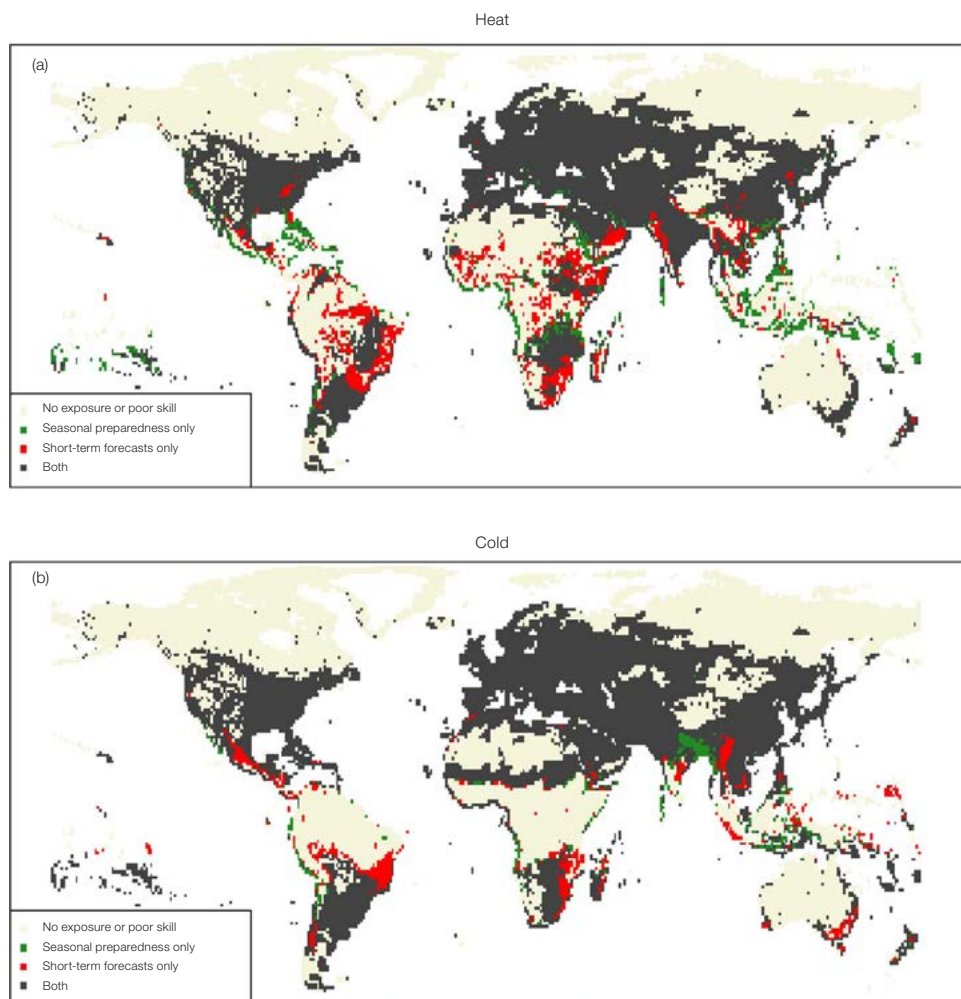 Heat
(a)
No exposure or poor skill
Seasonal preparedness only
Short-term forecasts only
Both
Cold
(b)
No exposure or poor skill
Seasonal preparedness only
Short-term forecasts only
Both